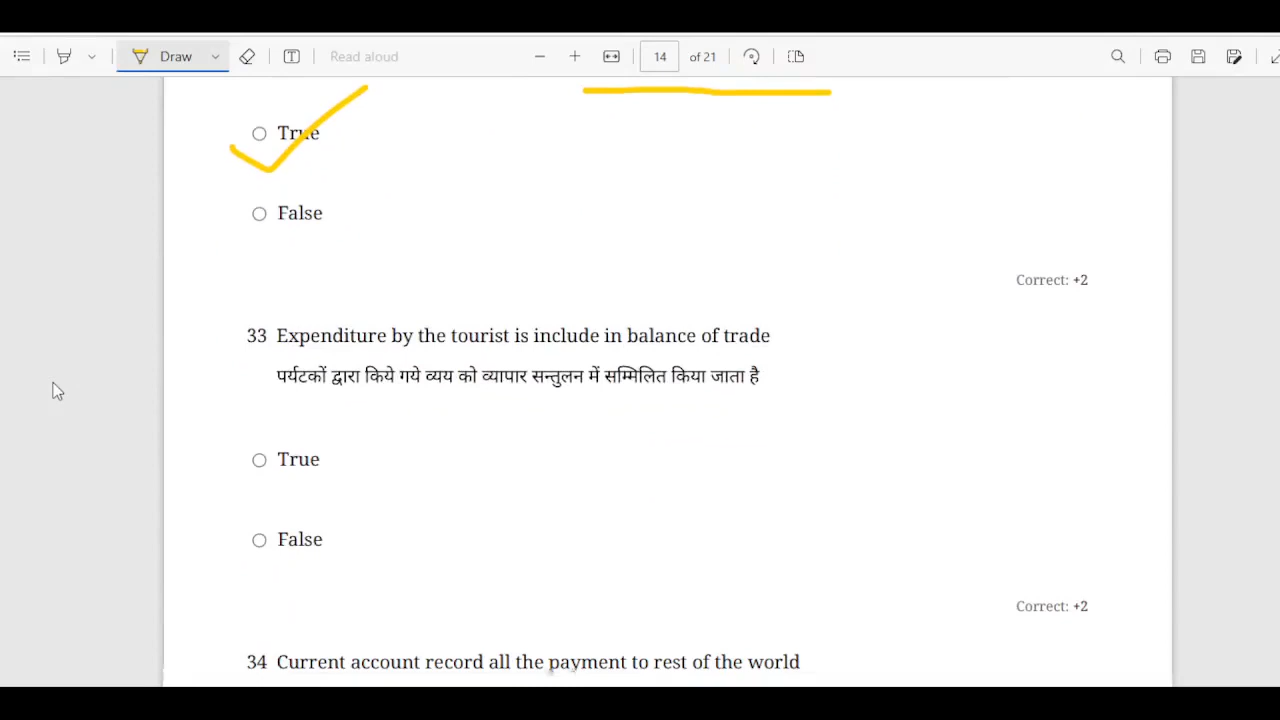 Draw
Read aloud
14
of 21
True
False
Correct: +2
33 Expenditure by the tourist is include in balance of trade
पर्यटकों द्वारा किये गये व्यय को व्यापार सन्तुलन में सम्मिलित किया जाता है
True
False
Correct: +2
34 Current account record all the payment to rest of the world